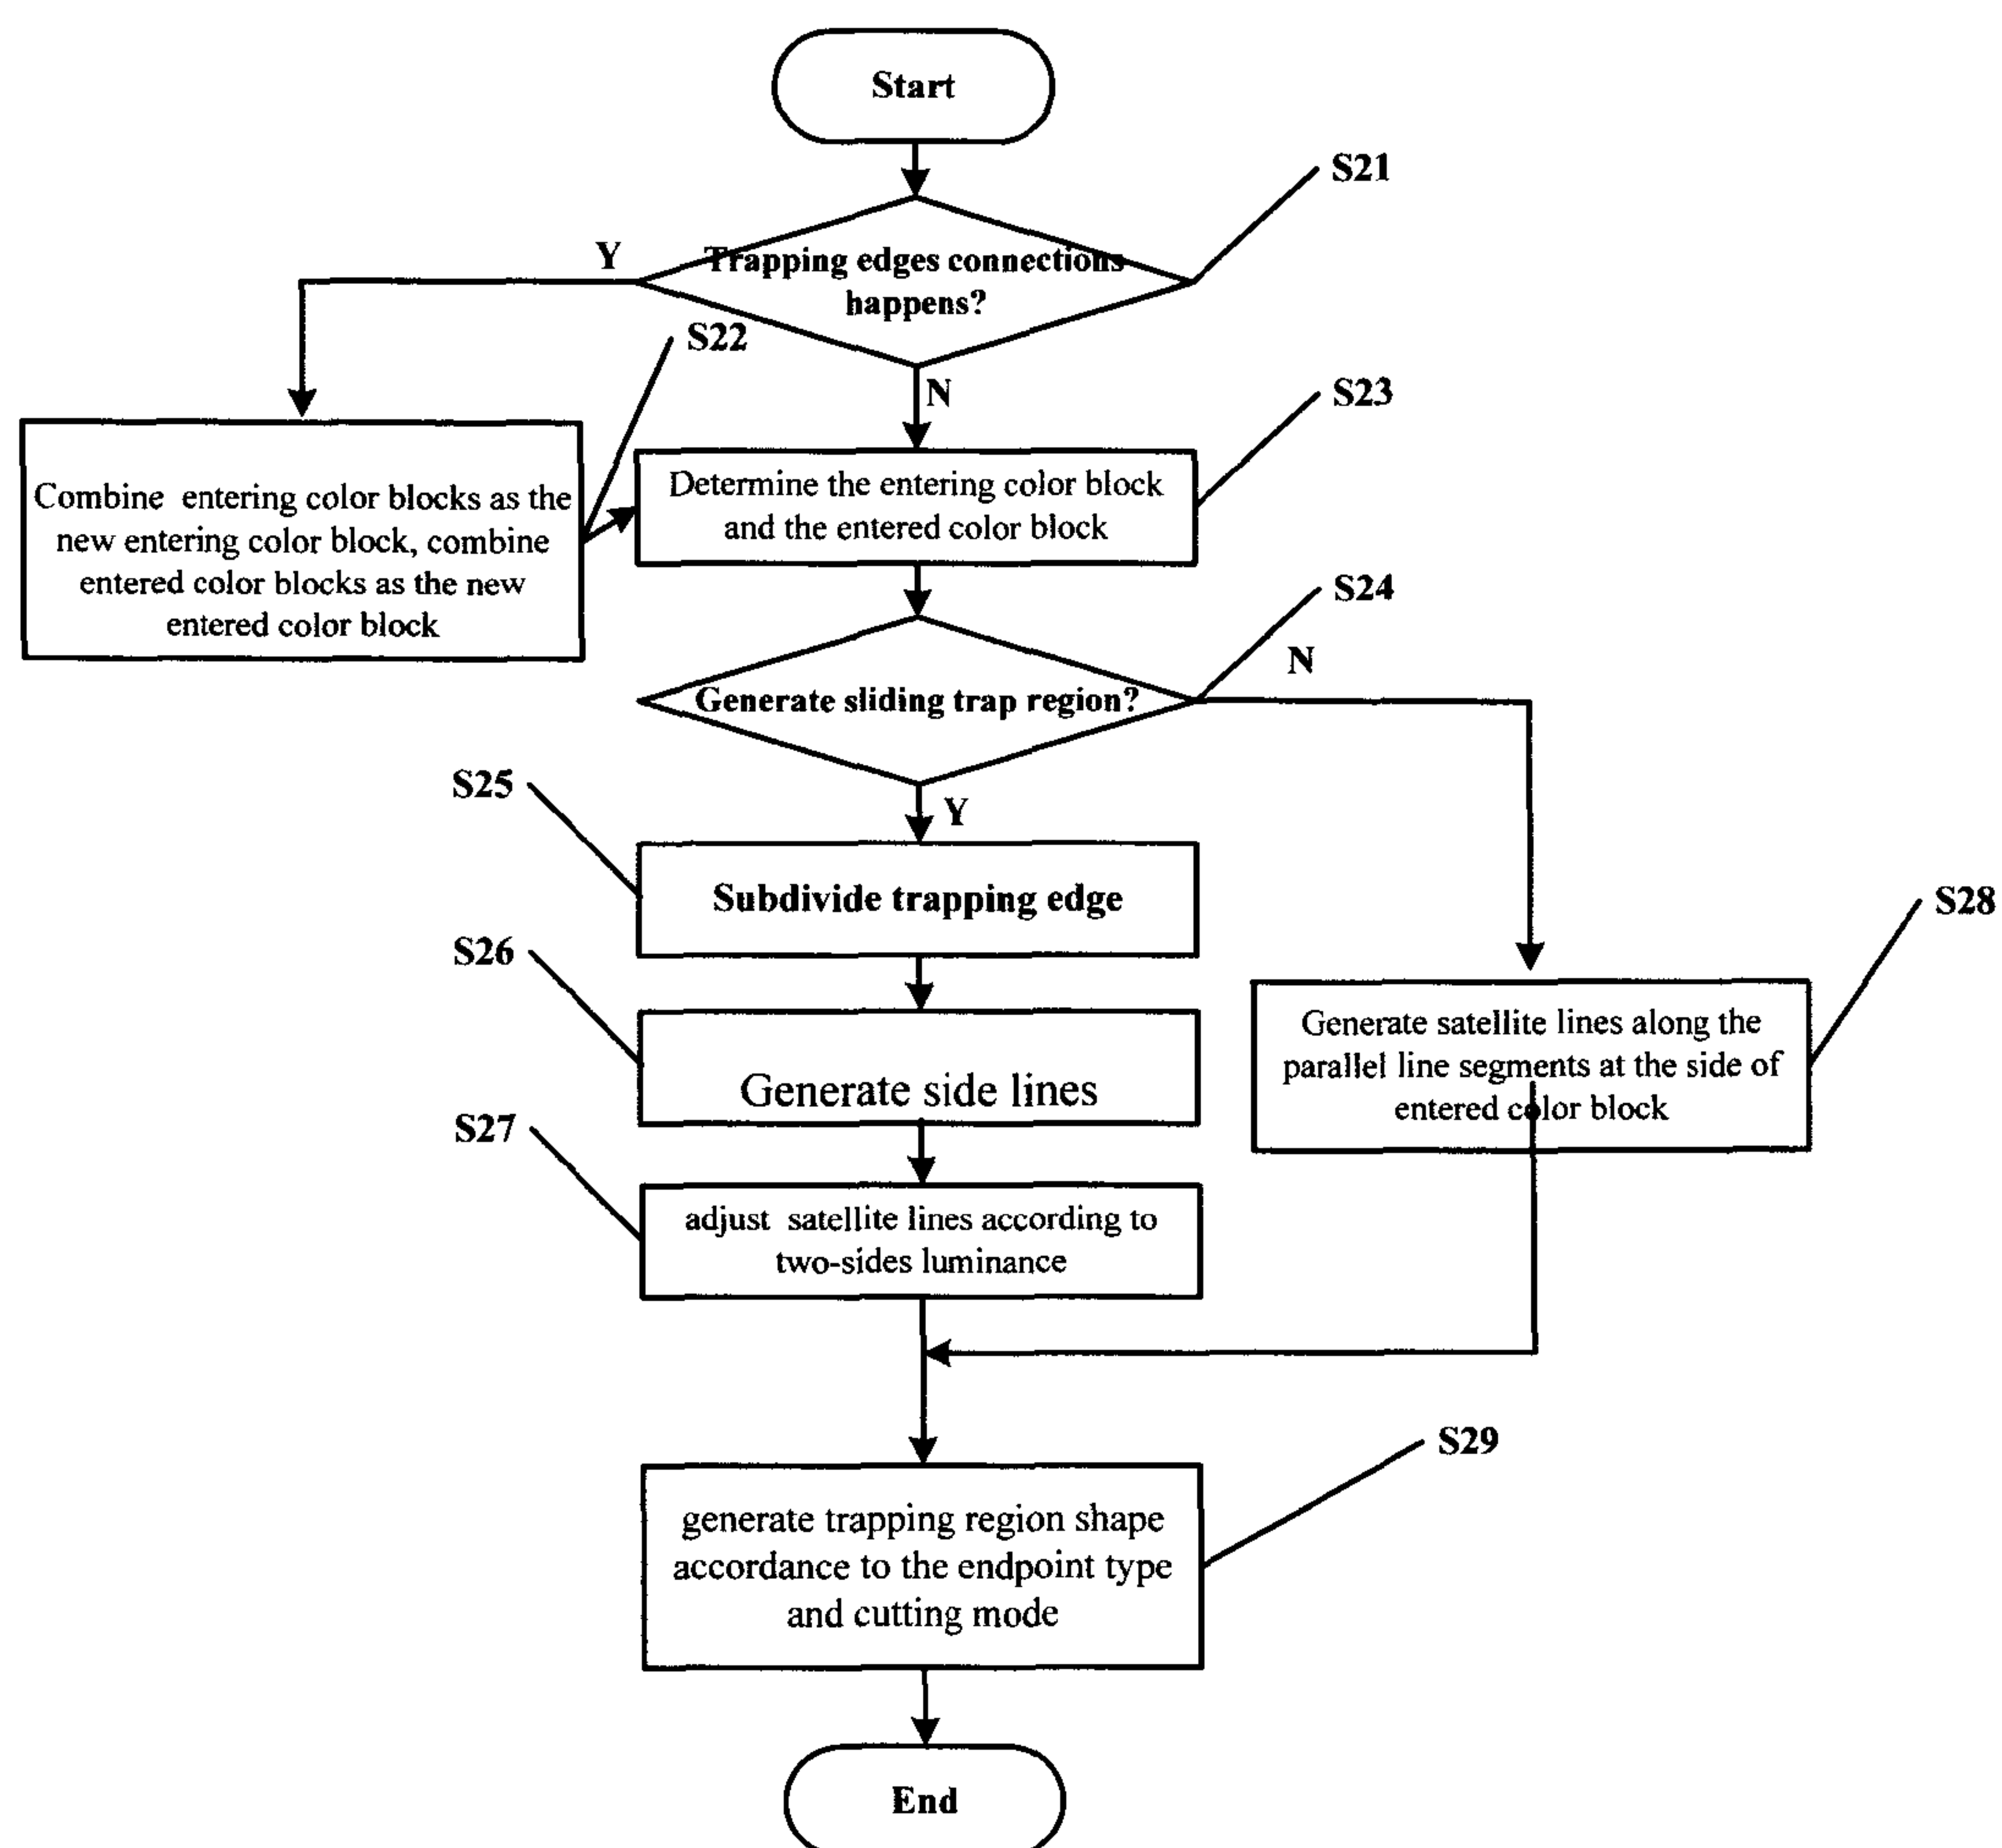 Start
S21
Y
Trapping edges connections
happens?
S22
N
S23
Combine entering color blocks as the
new entering color block, combine
entered color blocks as the new
entered color block
Determine the entering color block
and the entered color block
S24
N
Generate sliding trap region?
S25
Y
Subdivide trapping edge
S28
S26
Generate side lines
Generate satellite lines along the
parallel line segments at the side of
entered color block
S27
adjust satellite lines according to
two-sides luminance
S29
generate trapping region shape
accordance to the endpoint type
and cutting mode
End